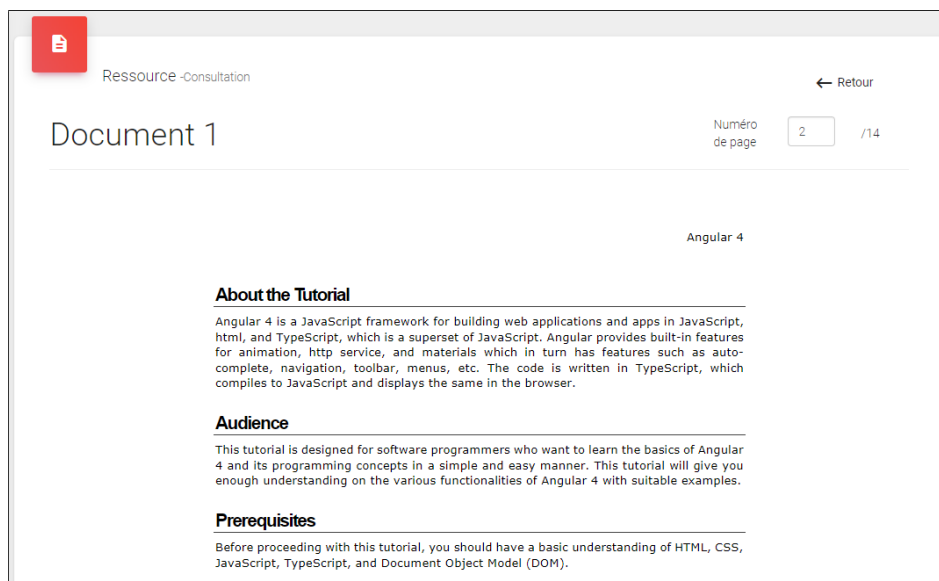 Ressource -Consultation
← Retour
Document 1
Numéro
de page
2
/14
Angular 4
About the Tutorial
Angular 4 is a JavaScript framework for building web applications and apps in JavaScript,
html, and TypeScript, which is a superset of JavaScript. Angular provides built-in features
for animation, http service, and materials which in turn has features such as auto-
complete, navigation, toolbar, menus, etc. The code is written in TypeScript, which
compiles to JavaScript and displays the same in the browser.
Audience
This tutorial is designed for software programmers who want to learn the basics of Angular
4 and its programming concepts in a simple and easy manner. This tutorial will give you
enough understanding on the various functionalities of Angular 4 with suitable examples.
Prerequisites
Before proceeding with this tutorial, you should have a basic understanding of HTML, CSS,
JavaScript, TypeScript, and Document Object Model (DOM).